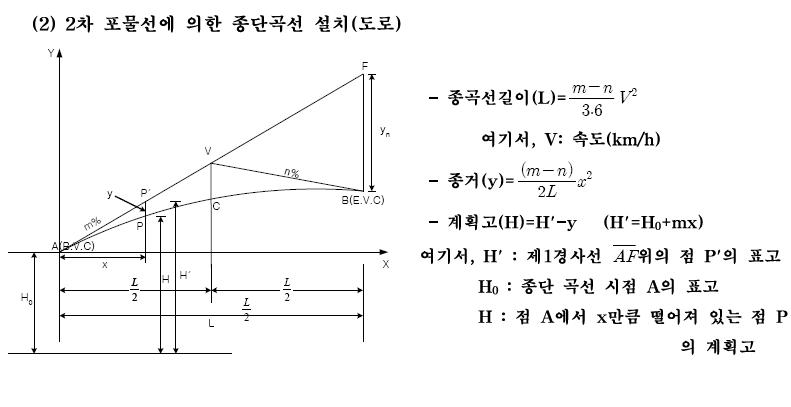 (2) 2차 포물선에 의한 종단곡선 설치(도로)
Y
F
yn
V
n%
y
P′
m%
P
C
B(E.V.C)
A(B.V.C)
X
x
H
H′
H0
L/2
L/2
L/2
L
- 종곡선길이(L)=(m-n)/3.6 V²
여기서, V: 속도(km/h)
- 종거(y)=(m-n)/2L x²
- 계획고(H)=H′-y (H′=H₀+mx)
여기서, H′ : 제1경사선 A̅F̅위의 점 P′의 표고
H₀ : 종단 곡선 시점 A의 표고
H : 점 A에서 x만큼 떨어져 있는 점 P
의 계획고